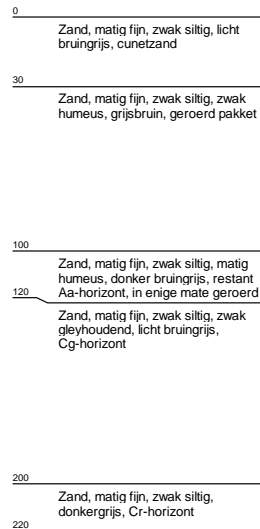 0
Zand, matig fijn, zwak siltig, licht
bruingrijs, cunetzand
30
Zand, matig fijn, zwak siltig, zwak
humeus, grijsbruin, geroerd pakket
100
Zand, matig fijn, zwak siltig, matig
humeus, donker bruingrijs, restant
Aa-horizont, in enige mate geroerd
120
Zand, matig fijn, zwak siltig, zwak
gleyhoudend, licht bruingrijs,
Cg-horizont
200
Zand, matig fijn, zwak siltig,
donkergrijs, Cr-horizont
220